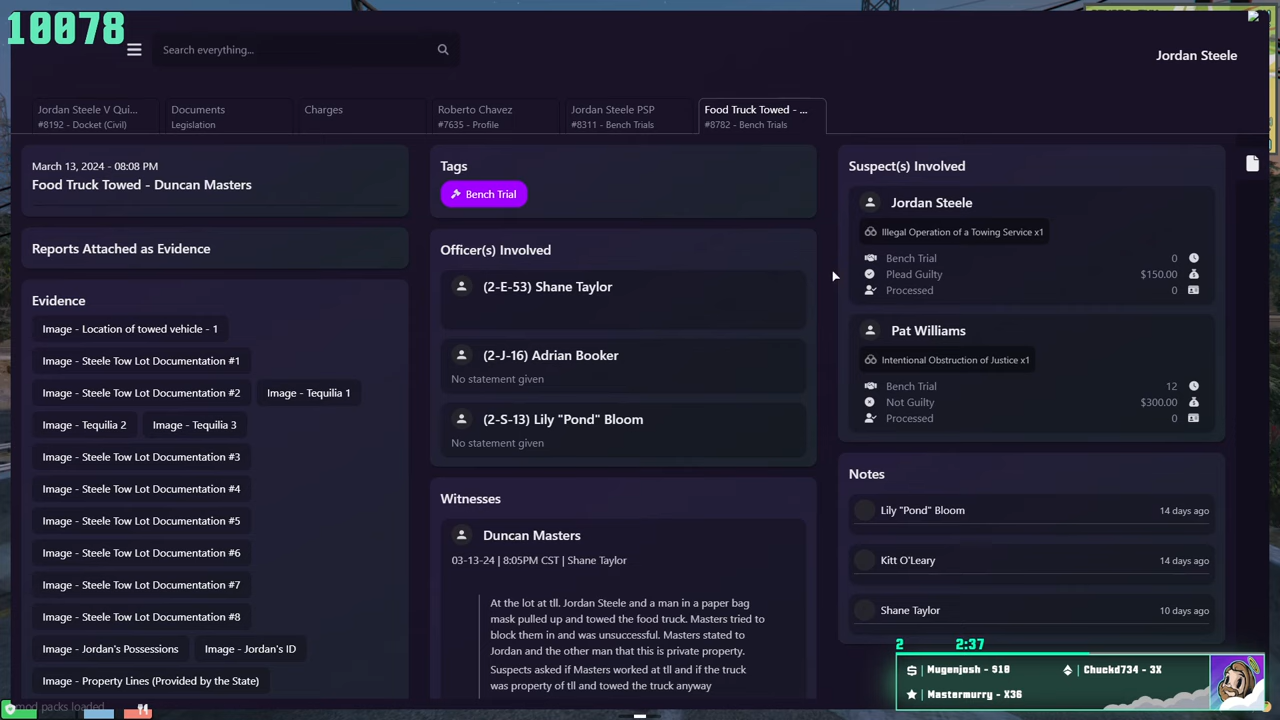 10078
Search everything...
Jordan Steele
Jordan Steele V Qui...
#8192 - Docket (Civil)
Documents
Legislation
Charges
Roberto Chavez
#7635 - Profile
Jordan Steele PSP
#8311 - Bench Trials
Food Truck Towed - ...
#8782 - Bench Trials
March 13, 2024 - 08:08 PM
Food Truck Towed - Duncan Masters
Reports Attached as Evidence
Evidence
Image - Location of towed vehicle - 1
Image - Steele Tow Lot Documentation #1
Image - Steele Tow Lot Documentation #2
Image - Tequilia 1
Image - Tequilia 2
Image - Tequilia 3
Image - Steele Tow Lot Documentation #3
Image - Steele Tow Lot Documentation #4
Image - Steele Tow Lot Documentation #5
Image - Steele Tow Lot Documentation #6
Image - Steele Tow Lot Documentation #7
Image - Steele Tow Lot Documentation #8
Image - Jordan's Possessions
Image - Jordan's ID
Image - Property Lines (Provided by the State)
mod packs loaded
Tags
Bench Trial
Officer(s) Involved
(2-E-53) Shane Taylor
(2-J-16) Adrian Booker
No statement given
(2-S-13) Lily "Pond" Bloom
No statement given
Witnesses
Duncan Masters
03-13-24 | 8:05PM CST | Shane Taylor
At the lot at tll. Jordan Steele and a man in a paper bag
mask pulled up and towed the food truck. Masters tried to
block them in and was unsuccessful. Masters stated to
Jordan and the other man that this is private property.
Suspects asked if Masters worked at tll and if the truck
was property of tll and towed the truck anyway
Suspect(s) Involved
Jordan Steele
Illegal Operation of a Towing Service x1
Bench Trial 0
Plead Guilty $150.00
Processed 0
Pat Williams
Intentional Obstruction of Justice x1
Bench Trial 12
Not Guilty $300.00
Processed 0
Notes
Lily "Pond" Bloom 14 days ago
Kitt O'Leary 14 days ago
Shane Taylor 10 days ago
2 2:37
Mugenjosh - $10
Chuckd734 - 3X
Mastermurry - X36